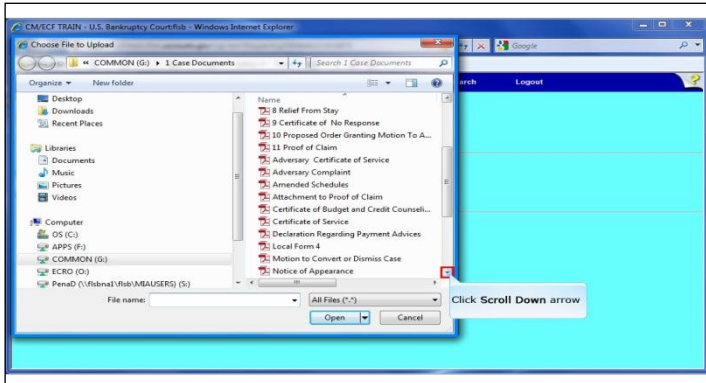 CM/ECF TRAIN - U.S. Bankruptcy Court:flsb - Windows Internet Explorer
Choose File to Upload
Google
« COMMON (G:) ▸ 1 Case Documents
Search 1 Case Documents
Organize ▾ New folder
Logout
Desktop
Downloads
Recent Places
Libraries
Documents
Music
Pictures
Videos
Computer
OS (C:)
APPS (F:)
COMMON (G:)
ECRO (O:)
PenaD (\\flsbna1\flsb\MIAUSERS) (S:)
Name
8 Relief From Stay
9 Certificate of No Response
10 Proposed Order Granting Motion To A...
11 Proof of Claim
Adversary Certificate of Service
Adversary Complaint
Amended Schedules
Attachment to Proof of Claim
Certificate of Budget and Credit Counseli...
Certificate of Service
Declaration Regarding Payment Advices
Local Form 4
Motion to Convert or Dismiss Case
Notice of Appearance
Click Scroll Down arrow
File name:
All Files (*.*)
Open
Cancel